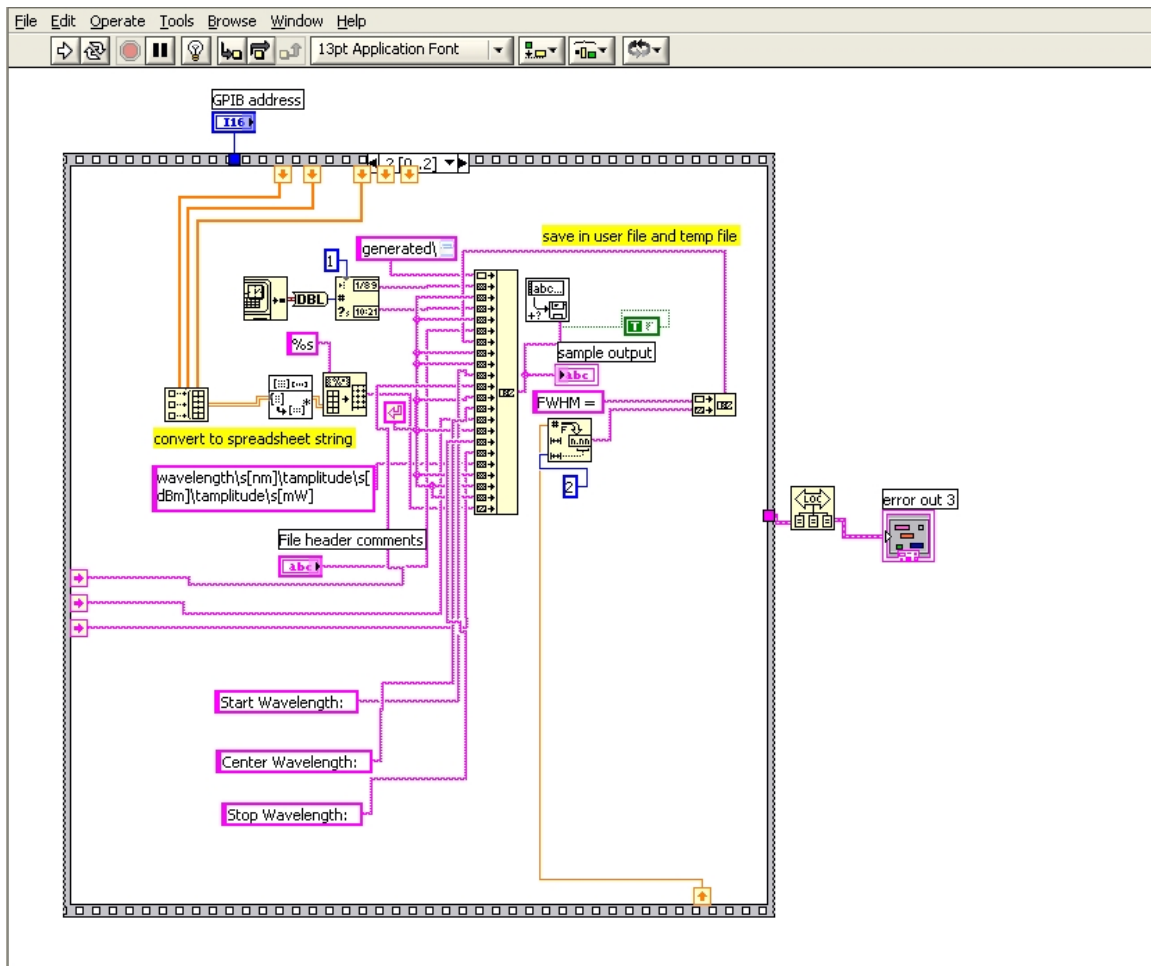 File Edit Operate Tools Browse Window Help
13pt Application Font
GPIB address
I16
2 [0..2]
save in user file and temp file
generated\
1
1/89
DBL
#
?s 10:21
abc...
+?
T
%s
sample output
abc
FWHM =
#
F
n.nn
convert to spreadsheet string
wavelength\s[nm]\tamplitude\s[
dBm]\tamplitude\s[mW]
2
LOC
error out 3
File header comments
abc
Start Wavelength:
Center Wavelength:
Stop Wavelength: